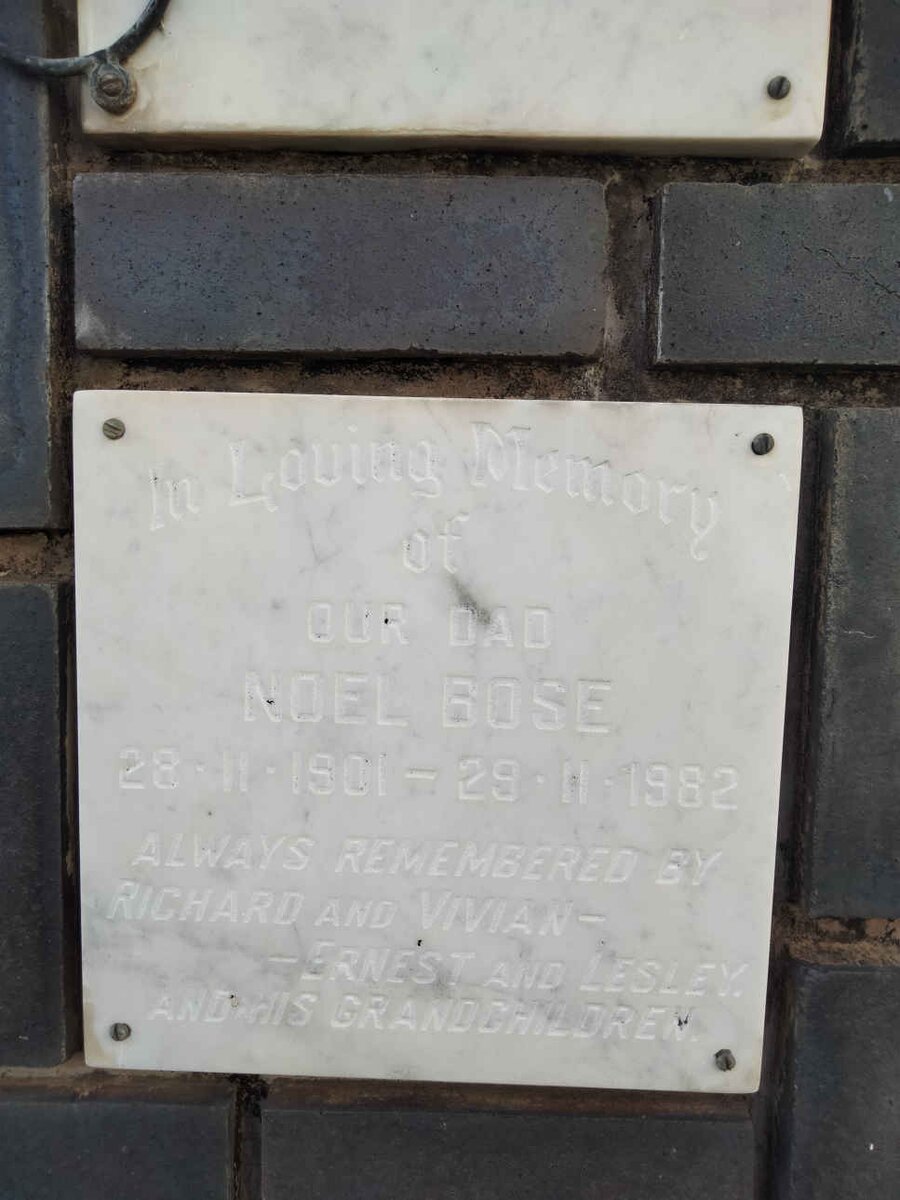 In Loving Memory
of
OUR DAD
NOEL BOSE
28·11·1901 – 29·11·1982
ALWAYS REMEMBERED BY
RICHARD AND VIVIAN –
– ERNEST AND LESLEY.
AND HIS GRANDCHILDREN.